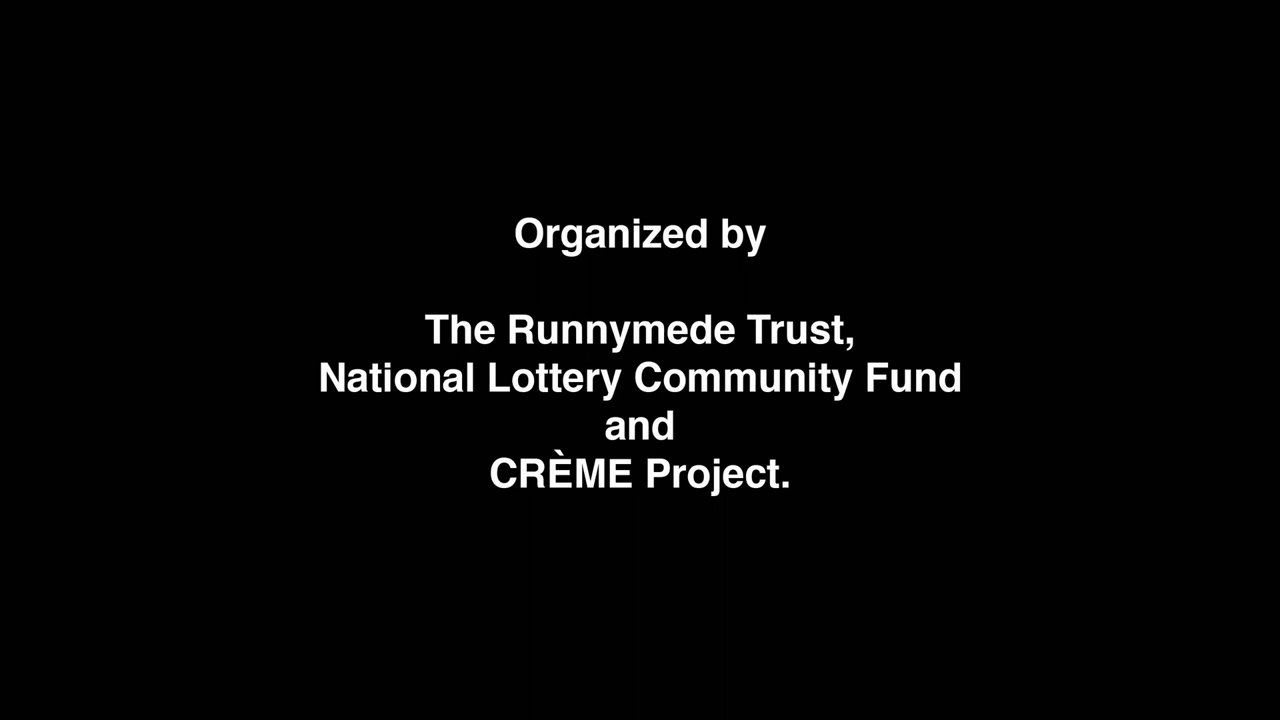 Organized by
The Runnymede Trust,
National Lottery Community Fund
and
CRÈME Project.